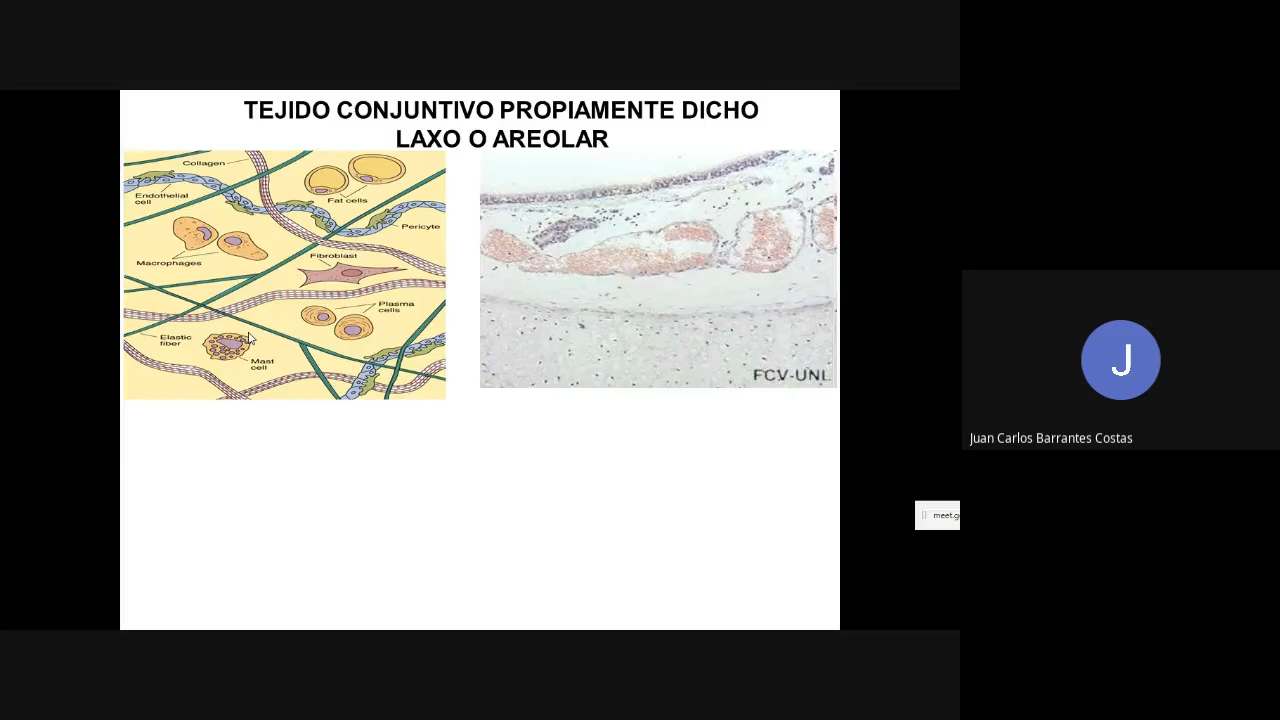 TEJIDO CONJUNTIVO PROPIAMENTE DICHO
LAXO O AREOLAR
Collagen
Endothelial
cell
Fat cells
Pericyte
Macrophages
Fibroblast
Plasma
cells
Elastic
fiber
Mast
cell
FCV-UNL
J
Juan Carlos Barrantes Costas
meet.g